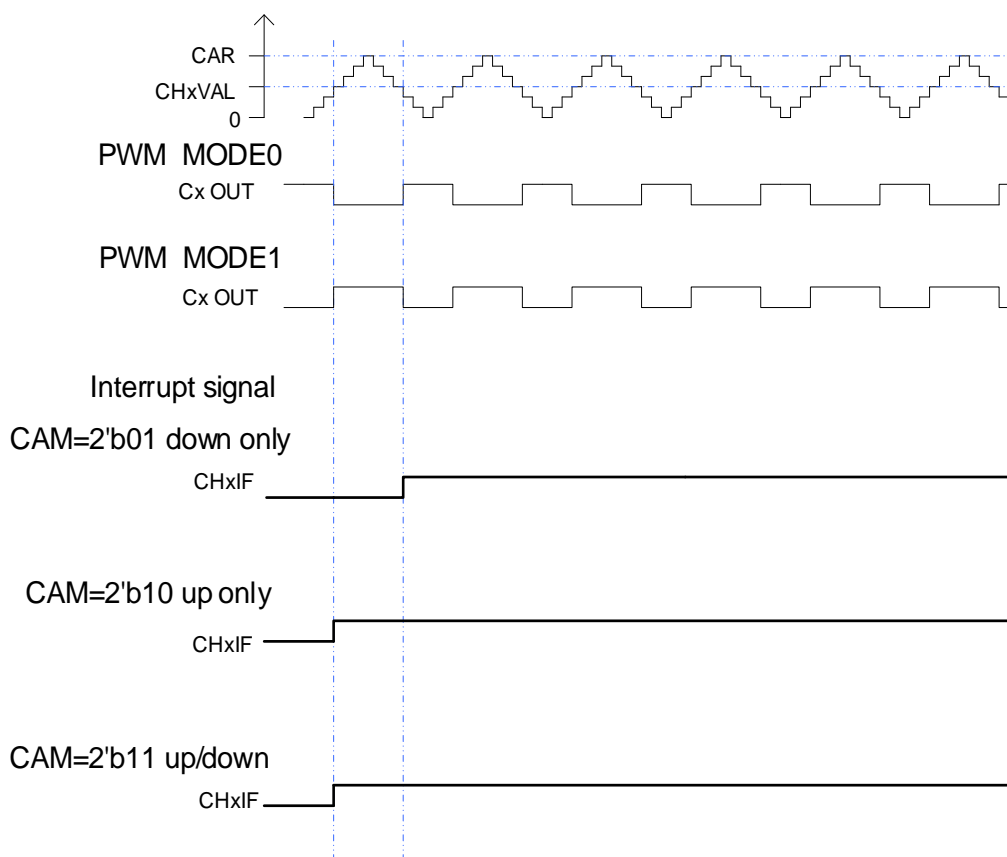 CAR
CHxVAL
0
PWM MODE0
Cx OUT
PWM MODE1
Cx OUT
Interrupt signal
CAM=2'b01 down only
CHxIF
CAM=2'b10 up only
CHxIF
CAM=2'b11 up/down
CHxIF